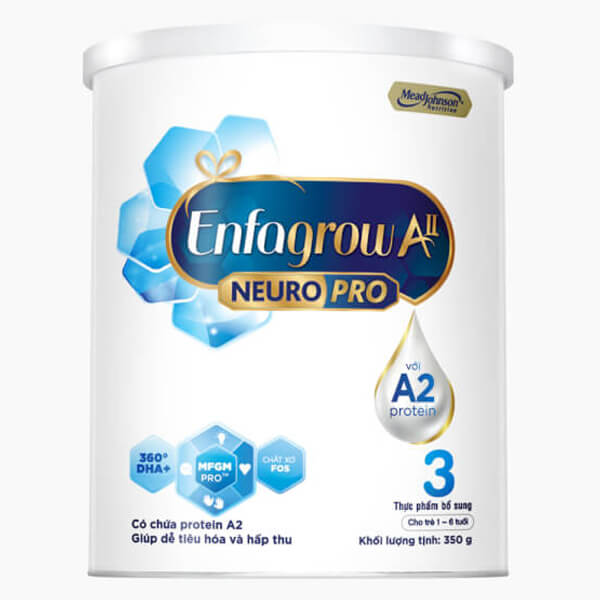 MeadJohnson
Nutrition
Enfagrow AII
NEURO PRO
với
A2
protein
360°
DHA+
MFGM
PRO™
CHẤT XƠ
FOS
3
Thực phẩm bổ sung
Cho trẻ 1 – 6 tuổi
Có chứa protein A2
Giúp dễ tiêu hóa và hấp thu
Khối lượng tịnh: 350 g